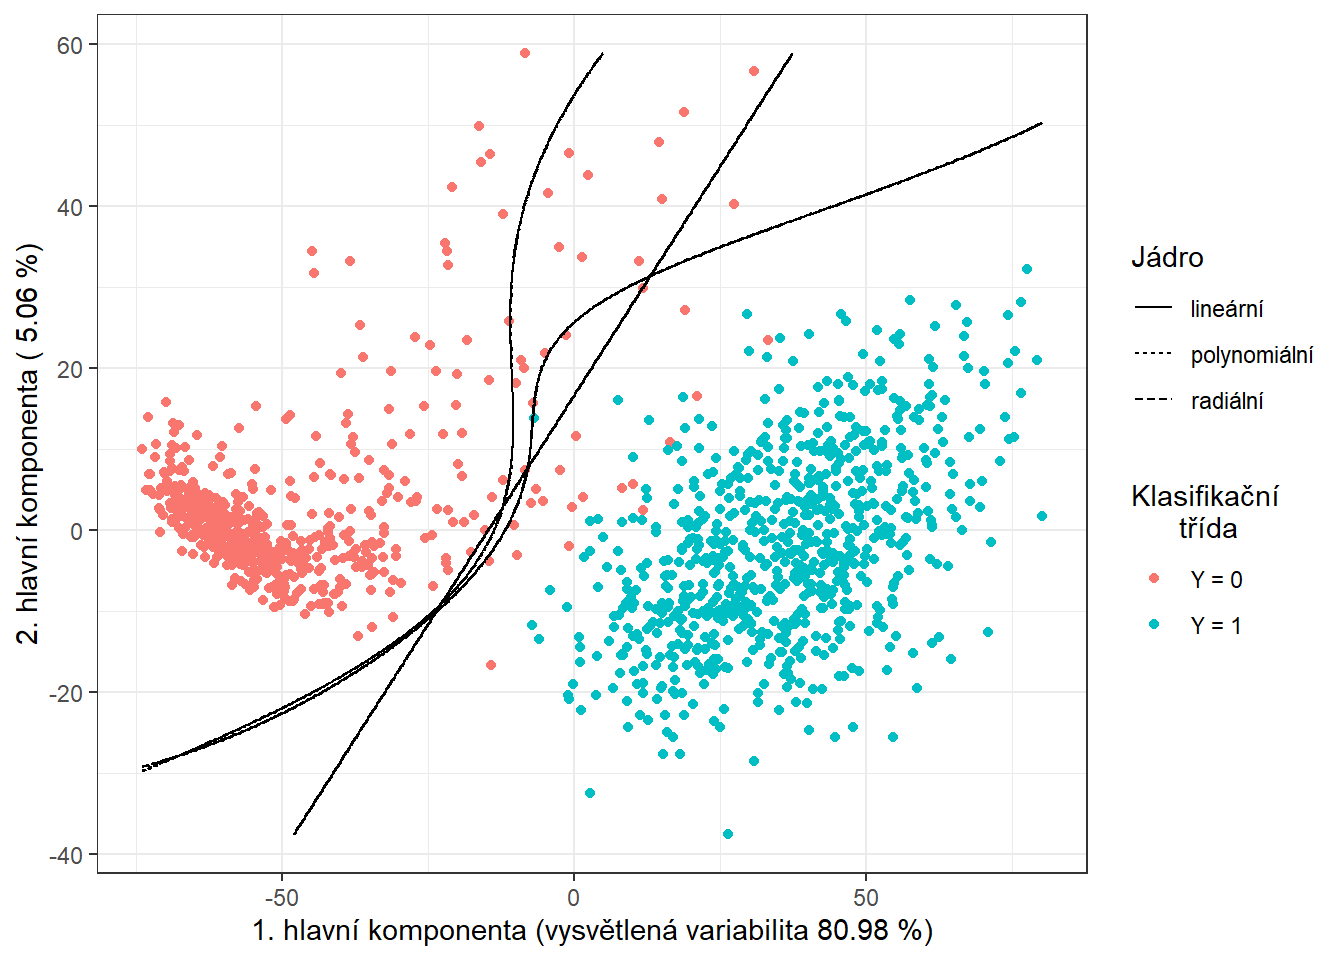 60
40
20
0
-20
-40
2. hlavní komponenta ( 5.06 %)
-50
0
50
1. hlavní komponenta (vysvětlená variabilita 80.98 %)
Jádro
lineární
polynomiální
radiální
Klasifikační
třída
Y = 0
Y = 1